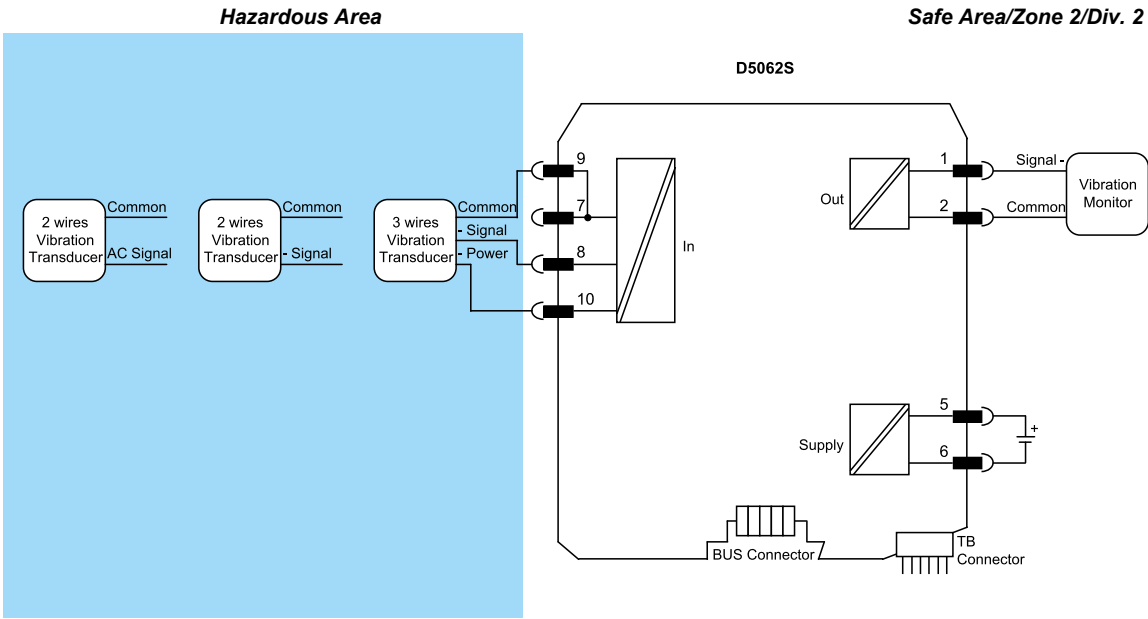 Hazardous Area
Safe Area/Zone 2/Div. 2
D5062S
2 wires
Vibration
Transducer
Common
AC Signal
2 wires
Vibration
Transducer
Common
- Signal
3 wires
Vibration
Transducer
Common
- Signal
- Power
9
7
8
10
In
Out
1
2
Signal -
Common
Vibration
Monitor
Supply
5
6
+
BUS Connector
TB
Connector